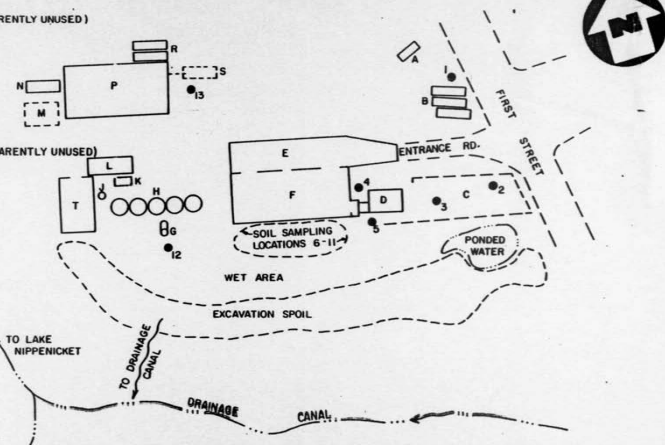 RENTLY UNUSED)
N
R
A
1
N
P
S
M
13
B
FIRST STREET
ARENTLY UNUSED)
L
E
ENTRANCE RD.
J
K
H
T
F
4
D
C
2
3
G
5
SOIL SAMPLING
LOCATIONS 6-11
12
PONDED
WATER
WET AREA
EXCAVATION SPOIL
TO LAKE
NIPPENICKET
TO DRAINAGE
CANAL
DRAINAGE CANAL